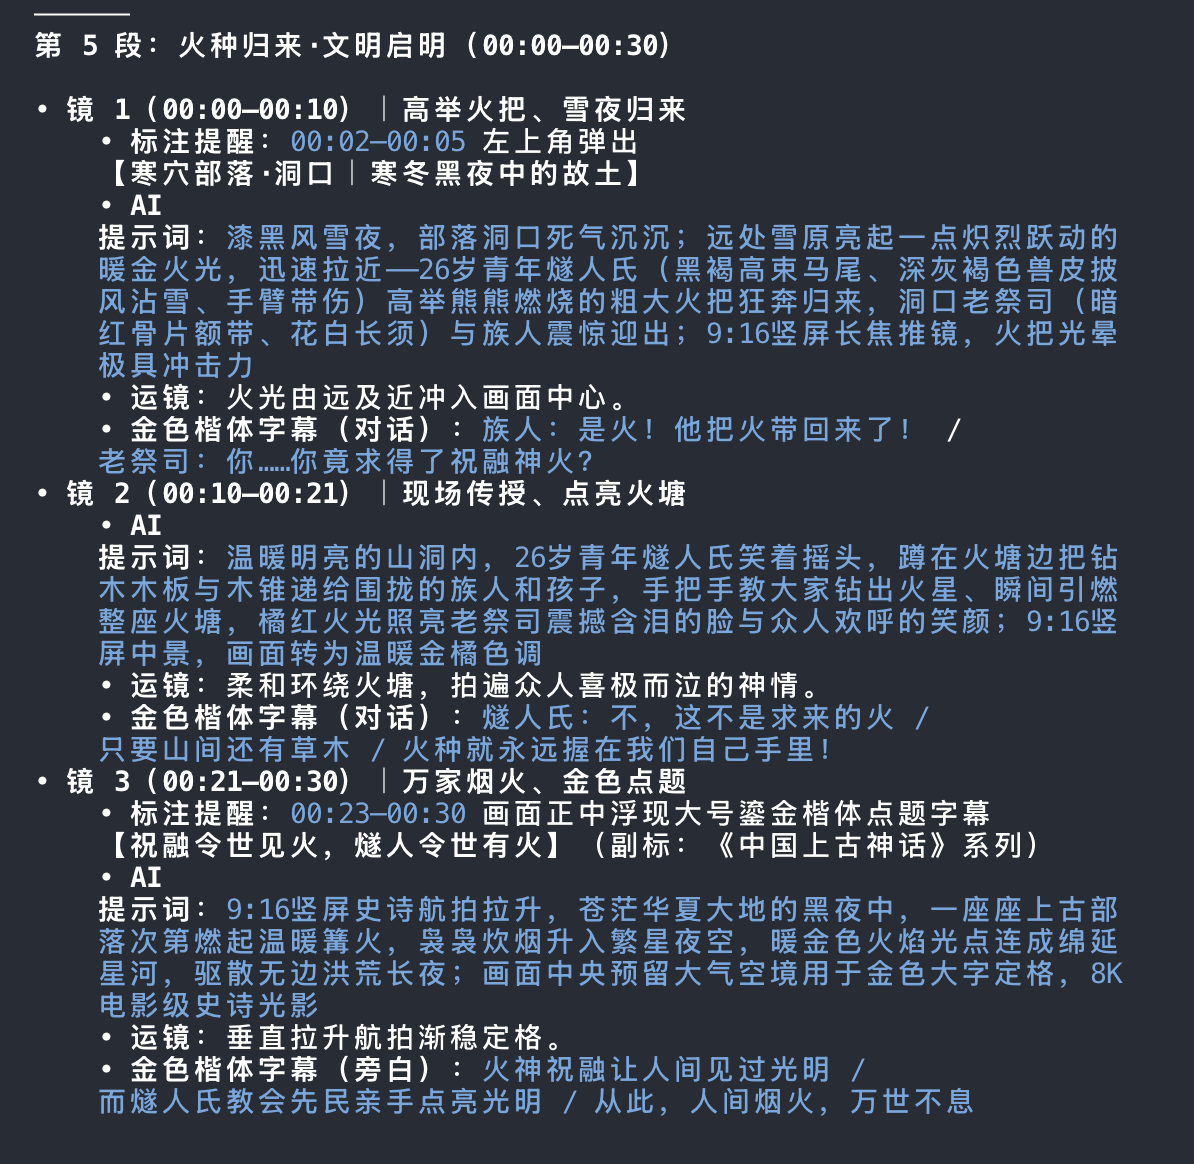 第 5 段：火种归来·文明启明（00:00—00:30）
• 镜 1（00:00—00:10）｜高举火把、雪夜归来
• 标注提醒：00:02—00:05 左上角弹出
【寒穴部落·洞口｜寒冬黑夜中的故土】
• AI
提示词：漆黑风雪夜，部落洞口死气沉沉；远处雪原亮起一点炽烈跃动的
暖金火光，迅速拉近——26岁青年燧人氏（黑褐高束马尾、深灰褐色兽皮披
风沾雪、手臂带伤）高举熊熊燃烧的粗大火把狂奔归来，洞口老祭司（暗
红骨片额带、花白长须）与族人震惊迎出；9:16竖屏长焦推镜，火把光晕
极具冲击力
• 运镜：火光由远及近冲入画面中心。
• 金色楷体字幕（对话）：族人：是火！他把火带回来了！ /
老祭司：你……你竟求得了祝融神火？
• 镜 2（00:10—00:21）｜现场传授、点亮火塘
• AI
提示词：温暖明亮的山洞内，26岁青年燧人氏笑着摇头，蹲在火塘边把钻
木木板与木锥递给围拢的族人和孩子，手把手教大家钻出火星、瞬间引燃
整座火塘，橘红火光照亮老祭司震撼含泪的脸与众人欢呼的笑颜；9:16竖
屏中景，画面转为温暖金橘色调
• 运镜：柔和环绕火塘，拍遍众人喜极而泣的神情。
• 金色楷体字幕（对话）：燧人氏：不，这不是求来的火 /
只要山间还有草木 / 火种就永远握在我们自己手里！
• 镜 3（00:21—00:30）｜万家烟火、金色点题
• 标注提醒：00:23—00:30 画面正中浮现大号鎏金楷体点题字幕
【祝融令世见火，燧人令世有火】（副标：《中国上古神话》系列）
• AI
提示词：9:16竖屏史诗航拍拉升，苍茫华夏大地的黑夜中，一座座上古部
落次第燃起温暖篝火，袅袅炊烟升入繁星夜空，暖金色火焰光点连成绵延
星河，驱散无边洪荒长夜；画面中央预留大气空境用于金色大字定格，8K
电影级史诗光影
• 运镜：垂直拉升航拍渐稳定格。
• 金色楷体字幕（旁白）：火神祝融让人间见过光明 /
而燧人氏教会先民亲手点亮光明 / 从此，人间烟火，万世不息